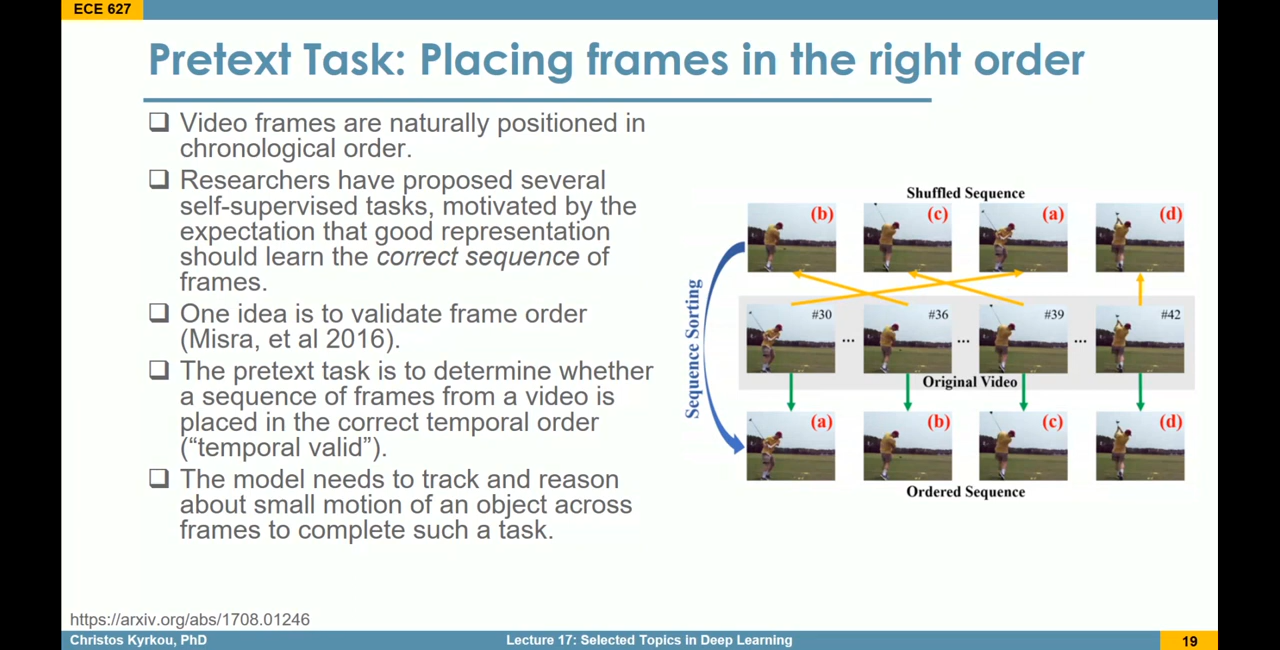 ECE 627
Pretext Task: Placing frames in the right order
❑ Video frames are naturally positioned in
chronological order.
❑ Researchers have proposed several
self-supervised tasks, motivated by the
expectation that good representation
should learn the correct sequence of
frames.
❑ One idea is to validate frame order
(Misra, et al 2016).
❑ The pretext task is to determine whether
a sequence of frames from a video is
placed in the correct temporal order
(“temporal valid”).
❑ The model needs to track and reason
about small motion of an object across
frames to complete such a task.
Shuffled Sequence
(b) (c) (a) (d)
Sequence Sorting
#30 ... #36 ... #39 ... #42
Original Video
(a) (b) (c) (d)
Ordered Sequence
https://arxiv.org/abs/1708.01246
Christos Kyrkou, PhD
Lecture 17: Selected Topics in Deep Learning
19